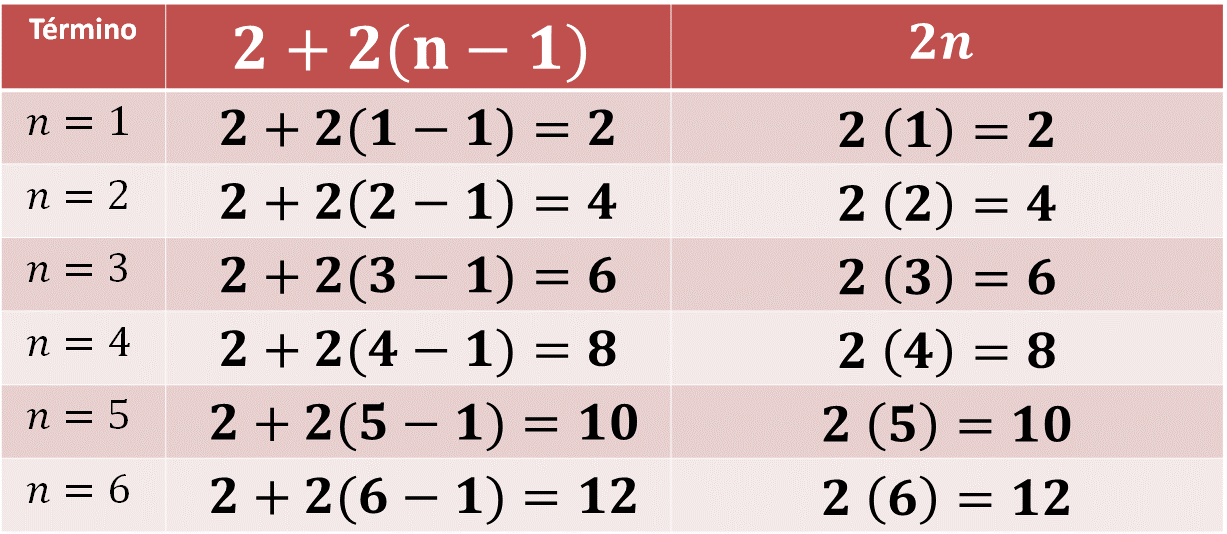 Término 2 + 2(n − 1) 2n
n = 1 2 + 2(1 − 1) = 2 2 (1) = 2
n = 2 2 + 2(2 − 1) = 4 2 (2) = 4
n = 3 2 + 2(3 − 1) = 6 2 (3) = 6
n = 4 2 + 2(4 − 1) = 8 2 (4) = 8
n = 5 2 + 2(5 − 1) = 10 2 (5) = 10
n = 6 2 + 2(6 − 1) = 12 2 (6) = 12